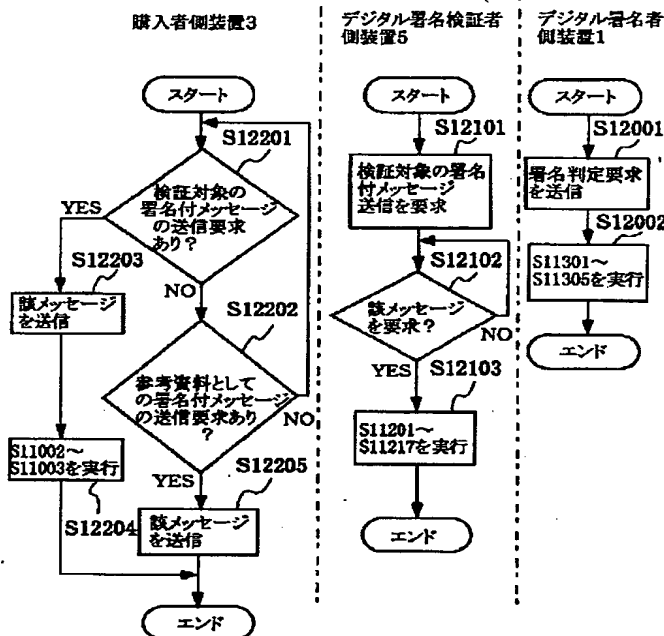 購入者側装置3
スタート
S12201
検証対象の
署名付メッセージ
の送信要求
あり?
YES
NO
S12203
該メッセージ
を送信
S12202
参考資料として
の署名付メッセージ
の送信要求あり
?
NO
YES
S11002~
S11003を実行
S12204
S12205
該メッセージ
を送信
エンド
デジタル署名検証者
側装置5
スタート
S12101
検証対象の署名
付メッセージ
送信を要求
S12102
該メッセージ
を要求?
NO
YES
S12103
S11201~
S11217を実行
エンド
デジタル署名者
側装置1
スタート
S12001
署名判定要求
を送信
S12002
S11301~
S11305を実行
エンド